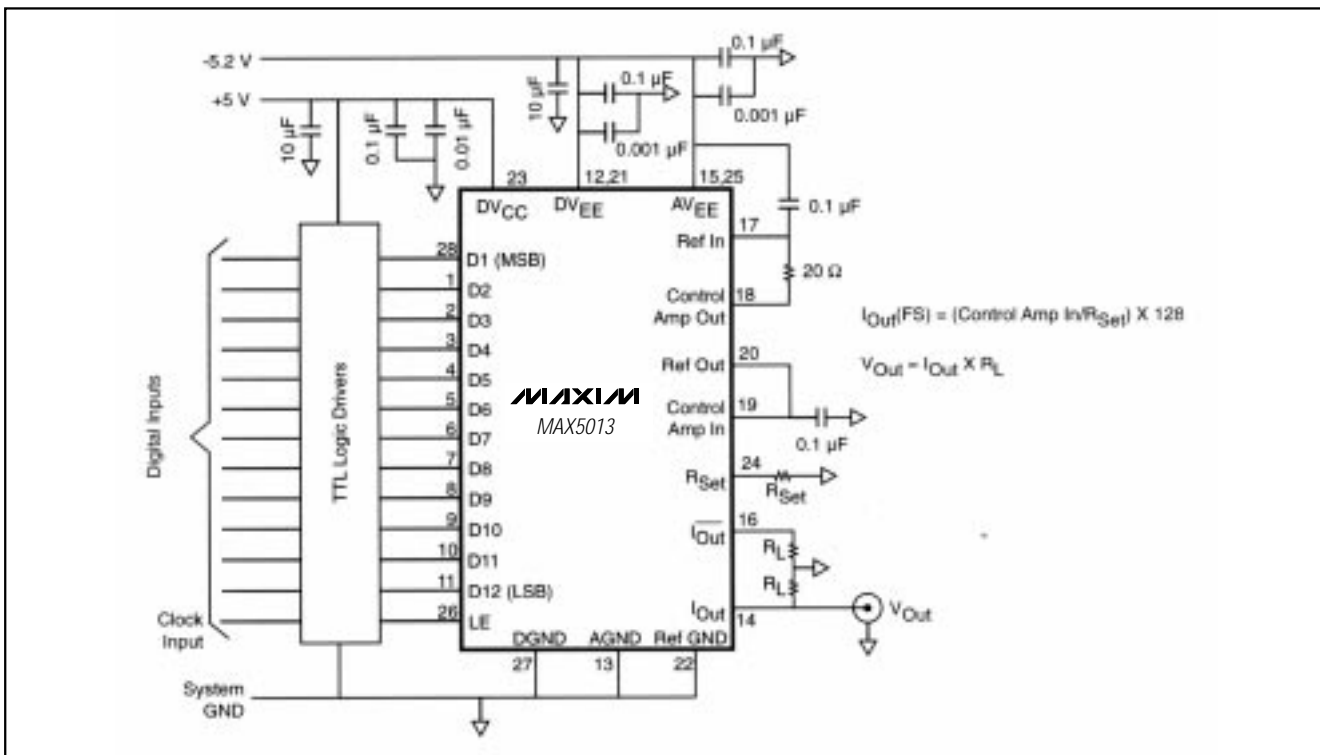 -5.2 V
+5 V
10 µF
0.1 µF
0.01 µF
10 µF
0.1 µF
0.001 µF
0.1 µF
0.001 µF
0.1 µF
20 Ω
23
12,21
15,25
DVCC
DVEE
AVEE
17
Ref In
18
Control
Amp Out
20
Ref Out
19
Control
Amp In
0.1 µF
24
RSet
RSet
16
IOut
RL
RL
IOut
14
VOut
IOut(FS) = (Control Amp In/RSet) X 128
VOut – IOut X RL
Digital Inputs
TTL Logic Drivers
28 D1 (MSB)
1 D2
2 D3
3 D4
4 D5
5 D6
6 D7
7 D8
8 D9
9 D10
10 D11
11 D12 (LSB)
26 LE
Clock
Input
MAXIM
MAX5013
DGND
AGND
Ref GND
27
13
22
System
GND